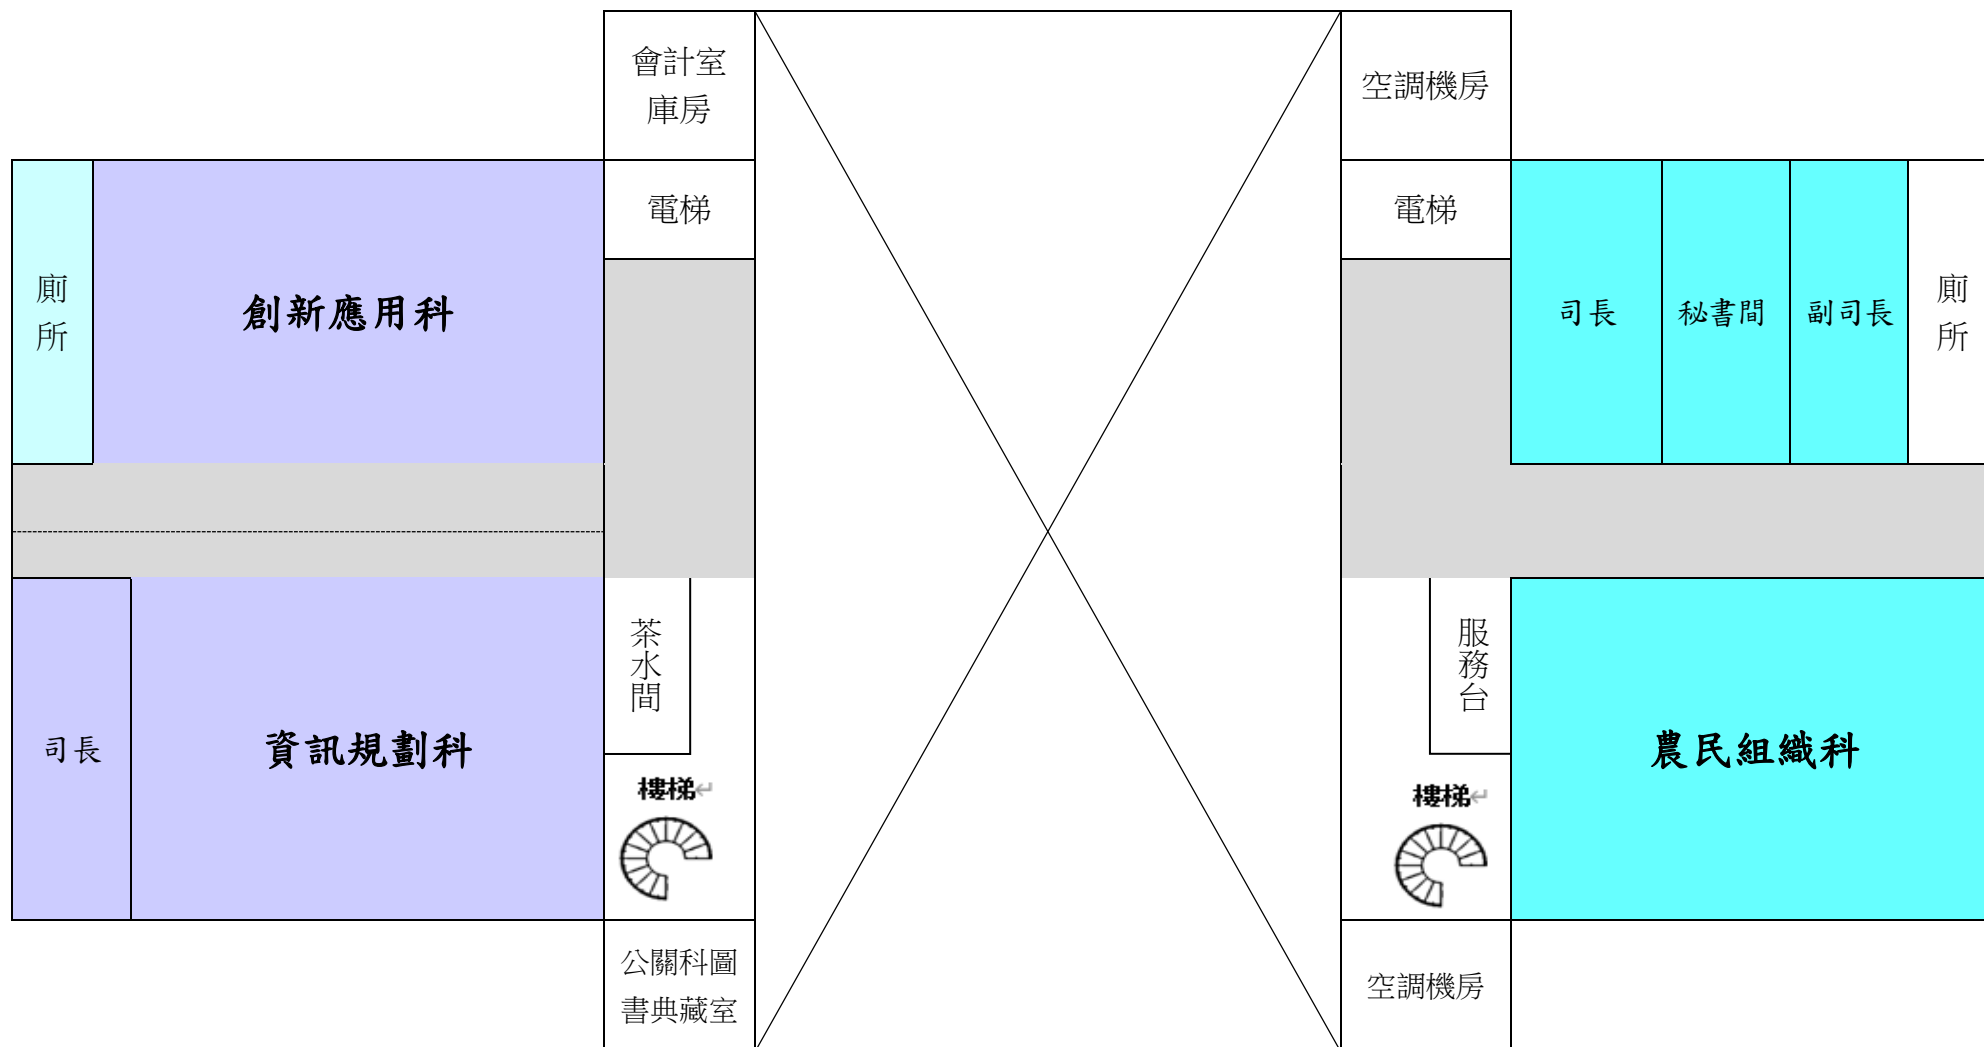 會計室
庫房
空調機房
電梯
電梯
廁
所
創新應用科
司長
秘書間
副司長
廁
所
茶
水
間
服
務
台
司長
資訊規劃科
農民組織科
樓梯↵
樓梯↵
公關科圖
書典藏室
空調機房